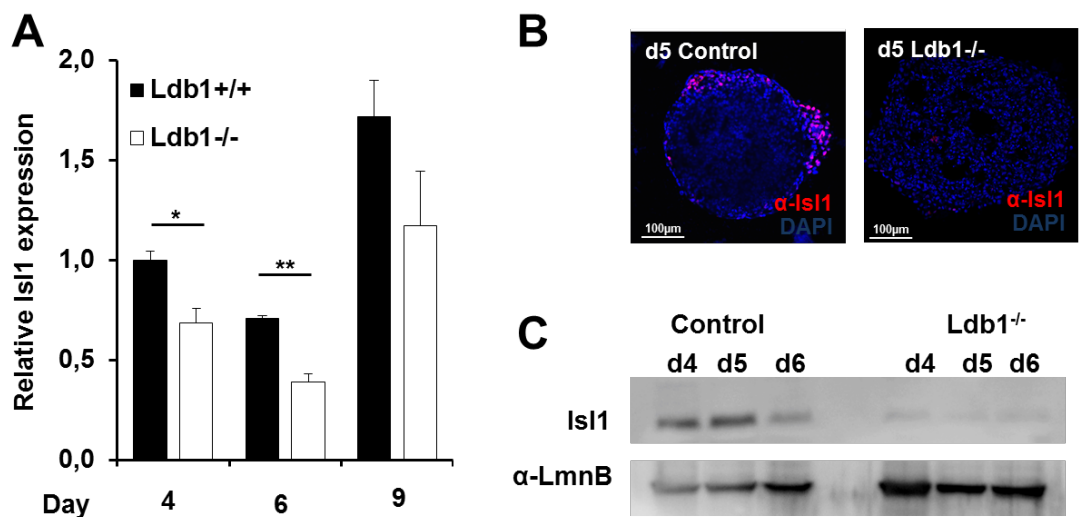 A
Relative Isl1 expression
2,0
1,5
1,0
0,5
0,0
Ldb1+/+
Ldb1-/-
*
**
Day 4 6 9
B
d5 Control
α-Isl1
DAPI
100µm
d5 Ldb1-/-
α-Isl1
DAPI
100µm
C
Control Ldb1-/-
d4 d5 d6 d4 d5 d6
Isl1
α-LmnB